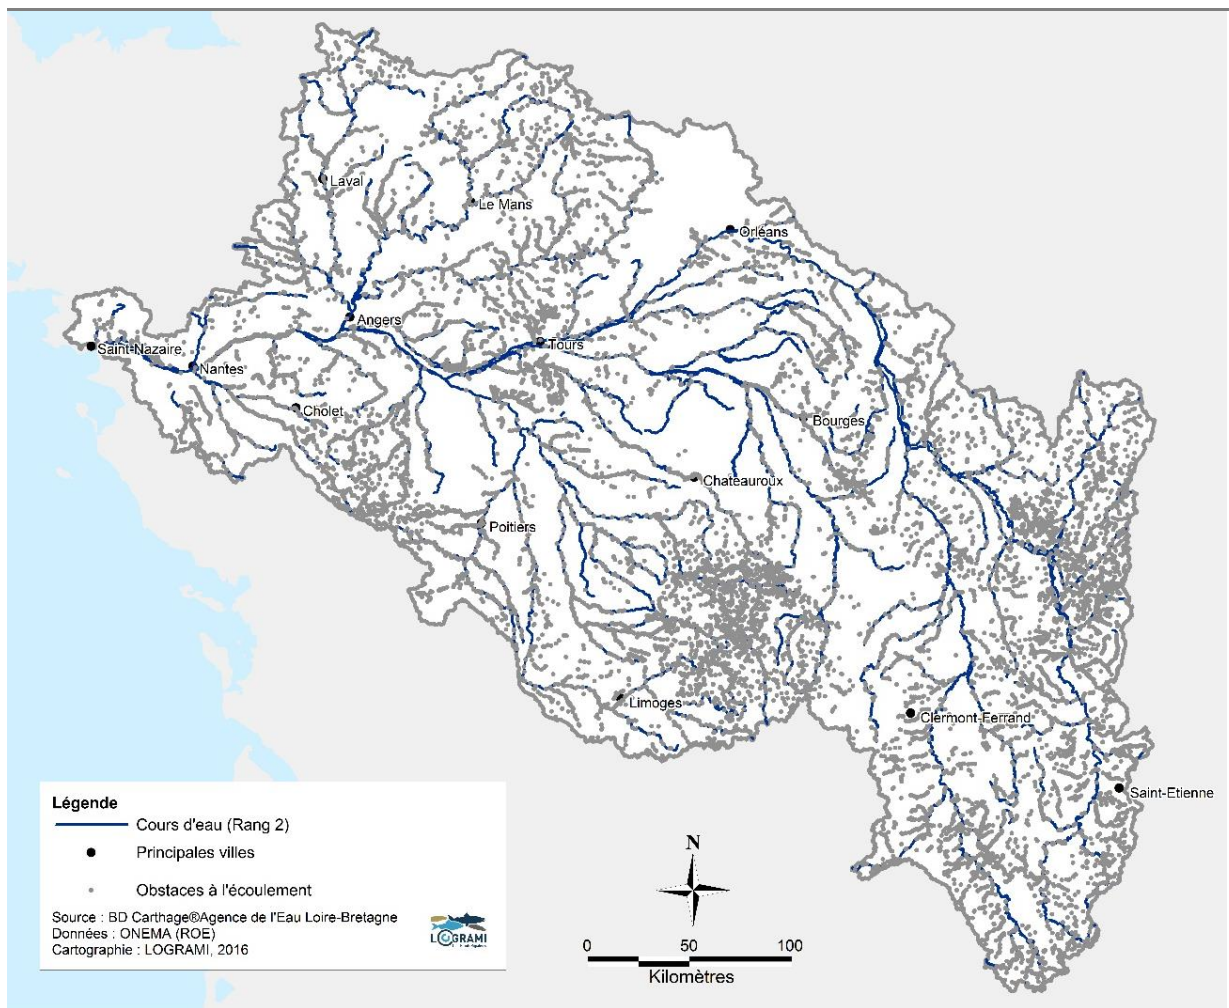 Laval
Le Mans
Orléans
Angers
Tours
Saint-Nazaire
Nantes
Cholet
Bourges
Chateauroux
Poitiers
Limoges
Clermont-Ferrand
Saint-Etienne
Légende
Cours d'eau (Rang 2)
Principales villes
Obstaces à l'écoulement
Source : BD Carthage®Agence de l'Eau Loire-Bretagne
Données : ONEMA (ROE)
Cartographie : LOGRAMI, 2016
LOGRAMI
N
0 50 100
Kilomètres